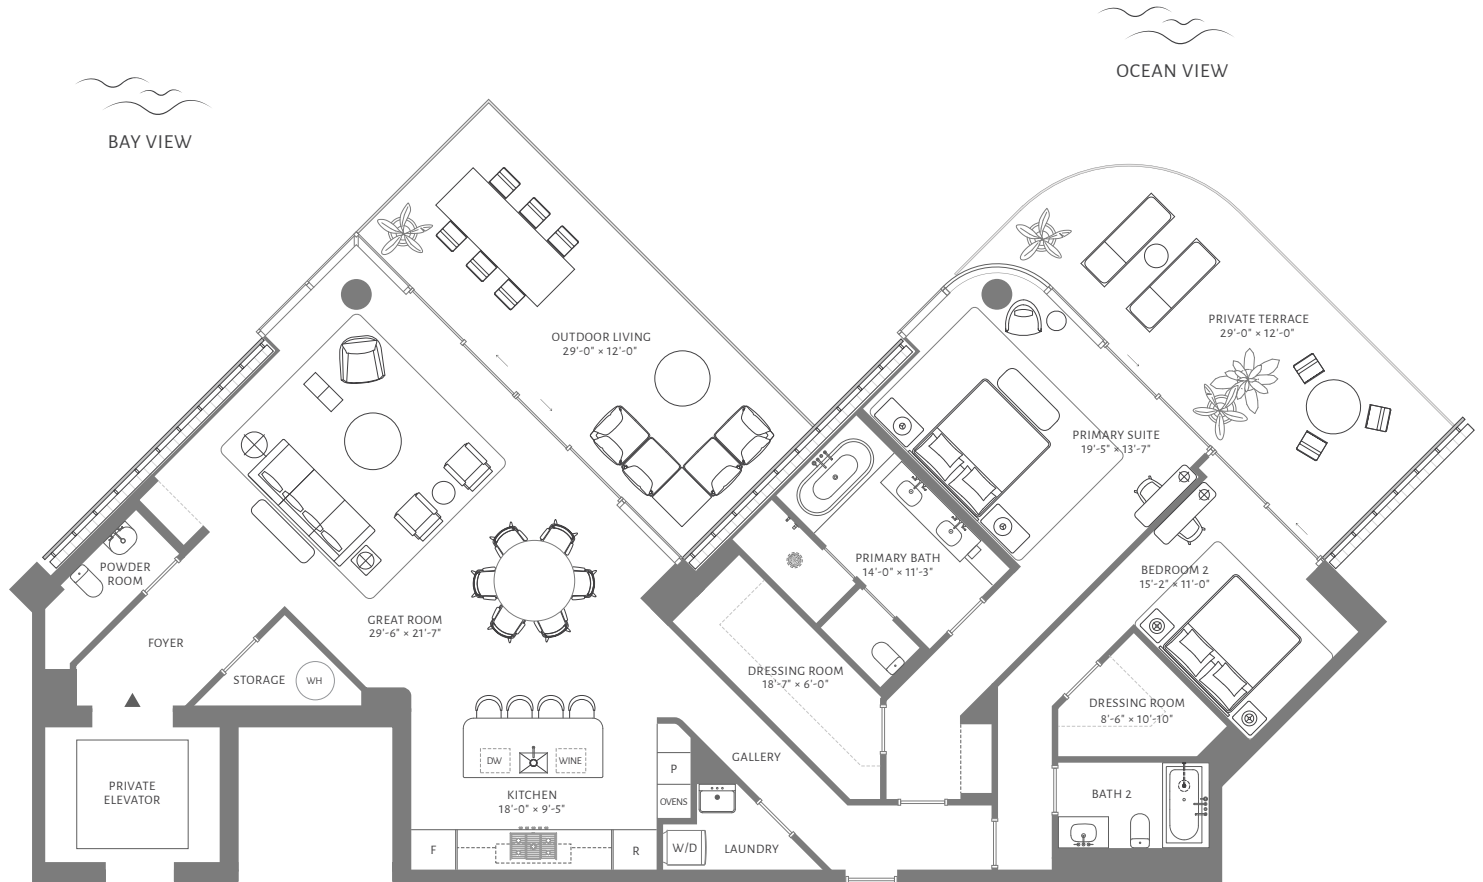 OCEAN VIEW
BAY VIEW
OUTDOOR LIVING
29'-0" × 12'-0"
PRIVATE TERRACE
29'-0" × 12'-0"
PRIMARY SUITE
19'-5" × 13'-7"
PRIMARY BATH
14'-0" × 11'-3"
BEDROOM 2
15'-2" × 11'-0"
POWDER
ROOM
GREAT ROOM
29'-6" × 21'-7"
FOYER
STORAGE
WH
DRESSING ROOM
18'-7" × 6'-0"
DRESSING ROOM
8'-6" × 10'-10"
GALLERY
DW
WINE
P
PRIVATE
ELEVATOR
KITCHEN
18'-0" × 9'-5"
OVENS
BATH 2
F
R
W/D
LAUNDRY